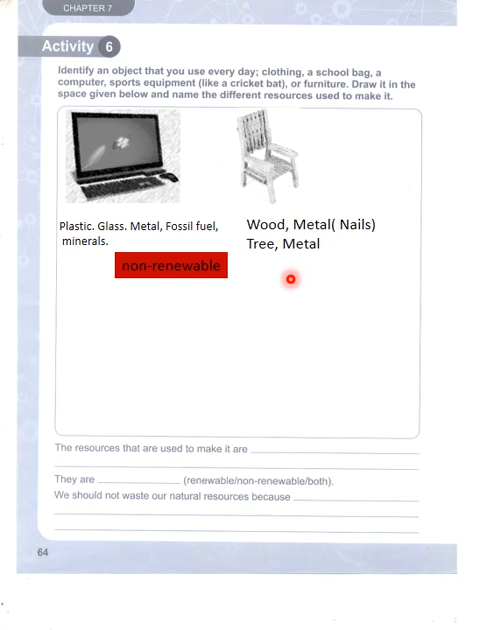 CHAPTER 7
Activity 6
Identify an object that you use every day; clothing, a school bag, a
computer, sports equipment (like a cricket bat), or furniture. Draw it in the
space given below and name the different resources used to make it.
Plastic. Glass. Metal, Fossil fuel,
minerals.
non-renewable
Wood, Metal( Nails)
Tree, Metal
The resources that are used to make it are
They are (renewable/non-renewable/both).
We should not waste our natural resources because
64